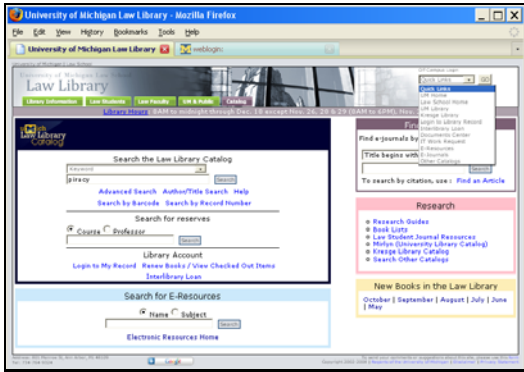 University of Michigan Law Library - Mozilla Firefox
File Edit View History Bookmarks Tools Help
University of Michigan Law Library
weblogin:
University of Michigan Law School
Law Library
Quick Links
GO
Library Information Law Students Law Faculty UM & Public Catalog
Library Hours: 8AM to midnight through Dec. 18 except Nov. 26, 28 & 29 (9AM to 6PM), Nov.
Quick Links
UM Home
Law School Home
UM Library
Kresge Library
Login to Library Record
Interlibrary Loan
Documents Center
IT Work Request
E-Resources
E-Journals
Other Catalogs
Law Library
Catalog
Search the Law Library Catalog
Keyword
piracy
Search
Advanced Search Author/Title Search Help
Search by Barcode Search by Record Number
Search for reserves
Course Professor
Search
Library Account
Login to My Record Renew Books / View Checked Out Items
Interlibrary Loan
Search for E-Resources
Name Subject
Search
Electronic Resources Home
Find e-journals by
Title begins with
Search
To search by citation, use : Find an Article
Research
Research Guides
Book Lists
Law Student Journal Resources
Mirlyn (University Library Catalog)
Kresge Library Catalog
Search Other Catalogs
New Books in the Law Library
October | September | August | July | June
| May